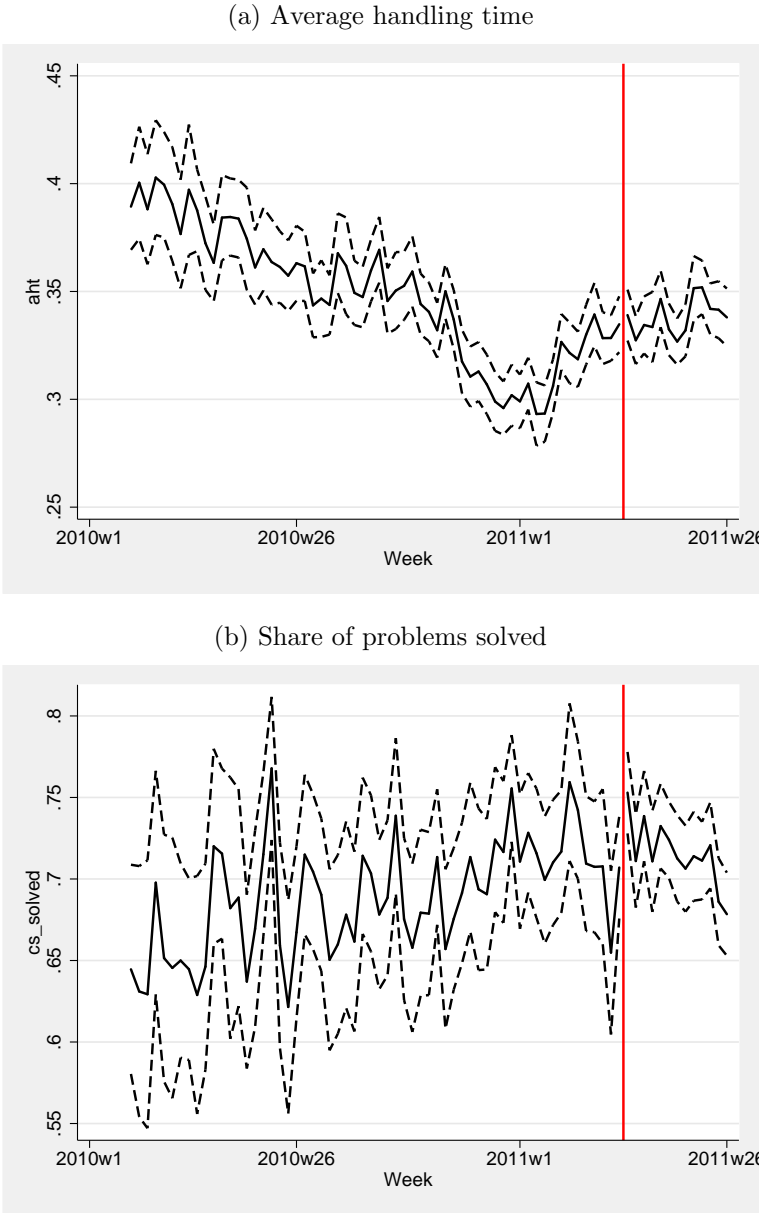 (a) Average handling time
.45
.4
.35
.3
.25
aht
2010w1 2010w26 2011w1 2011w26
Week
(b) Share of problems solved
.8
.75
.7
.65
.6
.55
cs_solved
2010w1 2010w26 2011w1 2011w26
Week